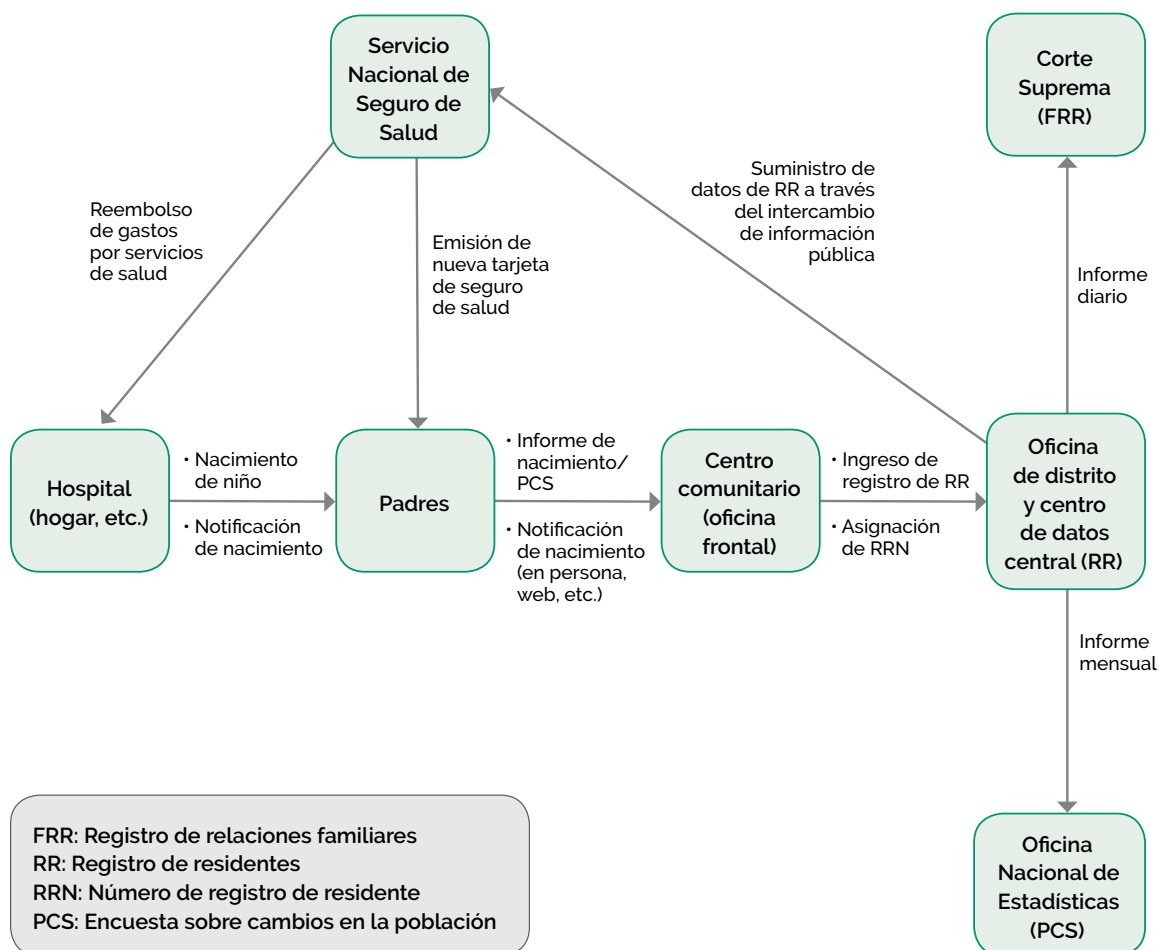 Servicio
Nacional de
Seguro de
Salud
Corte
Suprema
(FRR)
Reembolso
de gastos
por servicios
de salud
Emisión de
nueva tarjeta
de seguro
de salud
Suministro de
datos de RR a través
del intercambio
de información
pública
Informe
diario
Hospital
(hogar, etc.)
· Nacimiento
de niño
· Notificación
de nacimiento
Padres
· Informe de
nacimiento/
PCS
· Notificación
de nacimiento
(en persona,
web, etc.)
Centro
comunitario
(oficina
frontal)
· Ingreso de
registro de RR
· Asignación
de RRN
Oficina
de distrito
y centro
de datos
central (RR)
Informe
mensual
Oficina
Nacional de
Estadísticas
(PCS)
FRR: Registro de relaciones familiares
RR: Registro de residentes
RRN: Número de registro de residente
PCS: Encuesta sobre cambios en la población